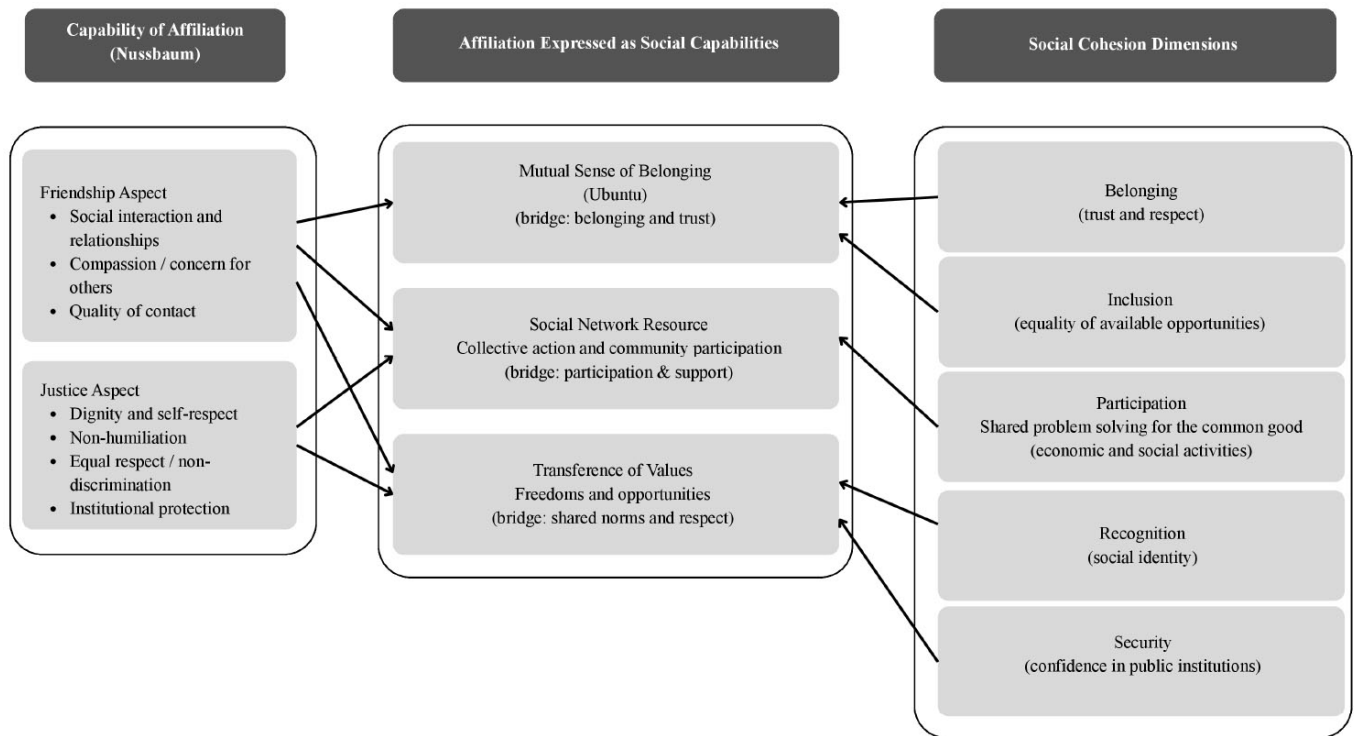 Capability of Affiliation
(Nussbaum)
Affiliation Expressed as Social Capabilities
Social Cohesion Dimensions
Friendship Aspect
• Social interaction and
relationships
• Compassion / concern for
others
• Quality of contact
Justice Aspect
• Dignity and self-respect
• Non-humiliation
• Equal respect / non-
discrimination
• Institutional protection
Mutual Sense of Belonging
(Ubuntu)
(bridge: belonging and trust)
Social Network Resource
Collective action and community participation
(bridge: participation & support)
Transference of Values
Freedoms and opportunities
(bridge: shared norms and respect)
Belonging
(trust and respect)
Inclusion
(equality of available opportunities)
Participation
Shared problem solving for the common good
(economic and social activities)
Recognition
(social identity)
Security
(confidence in public institutions)